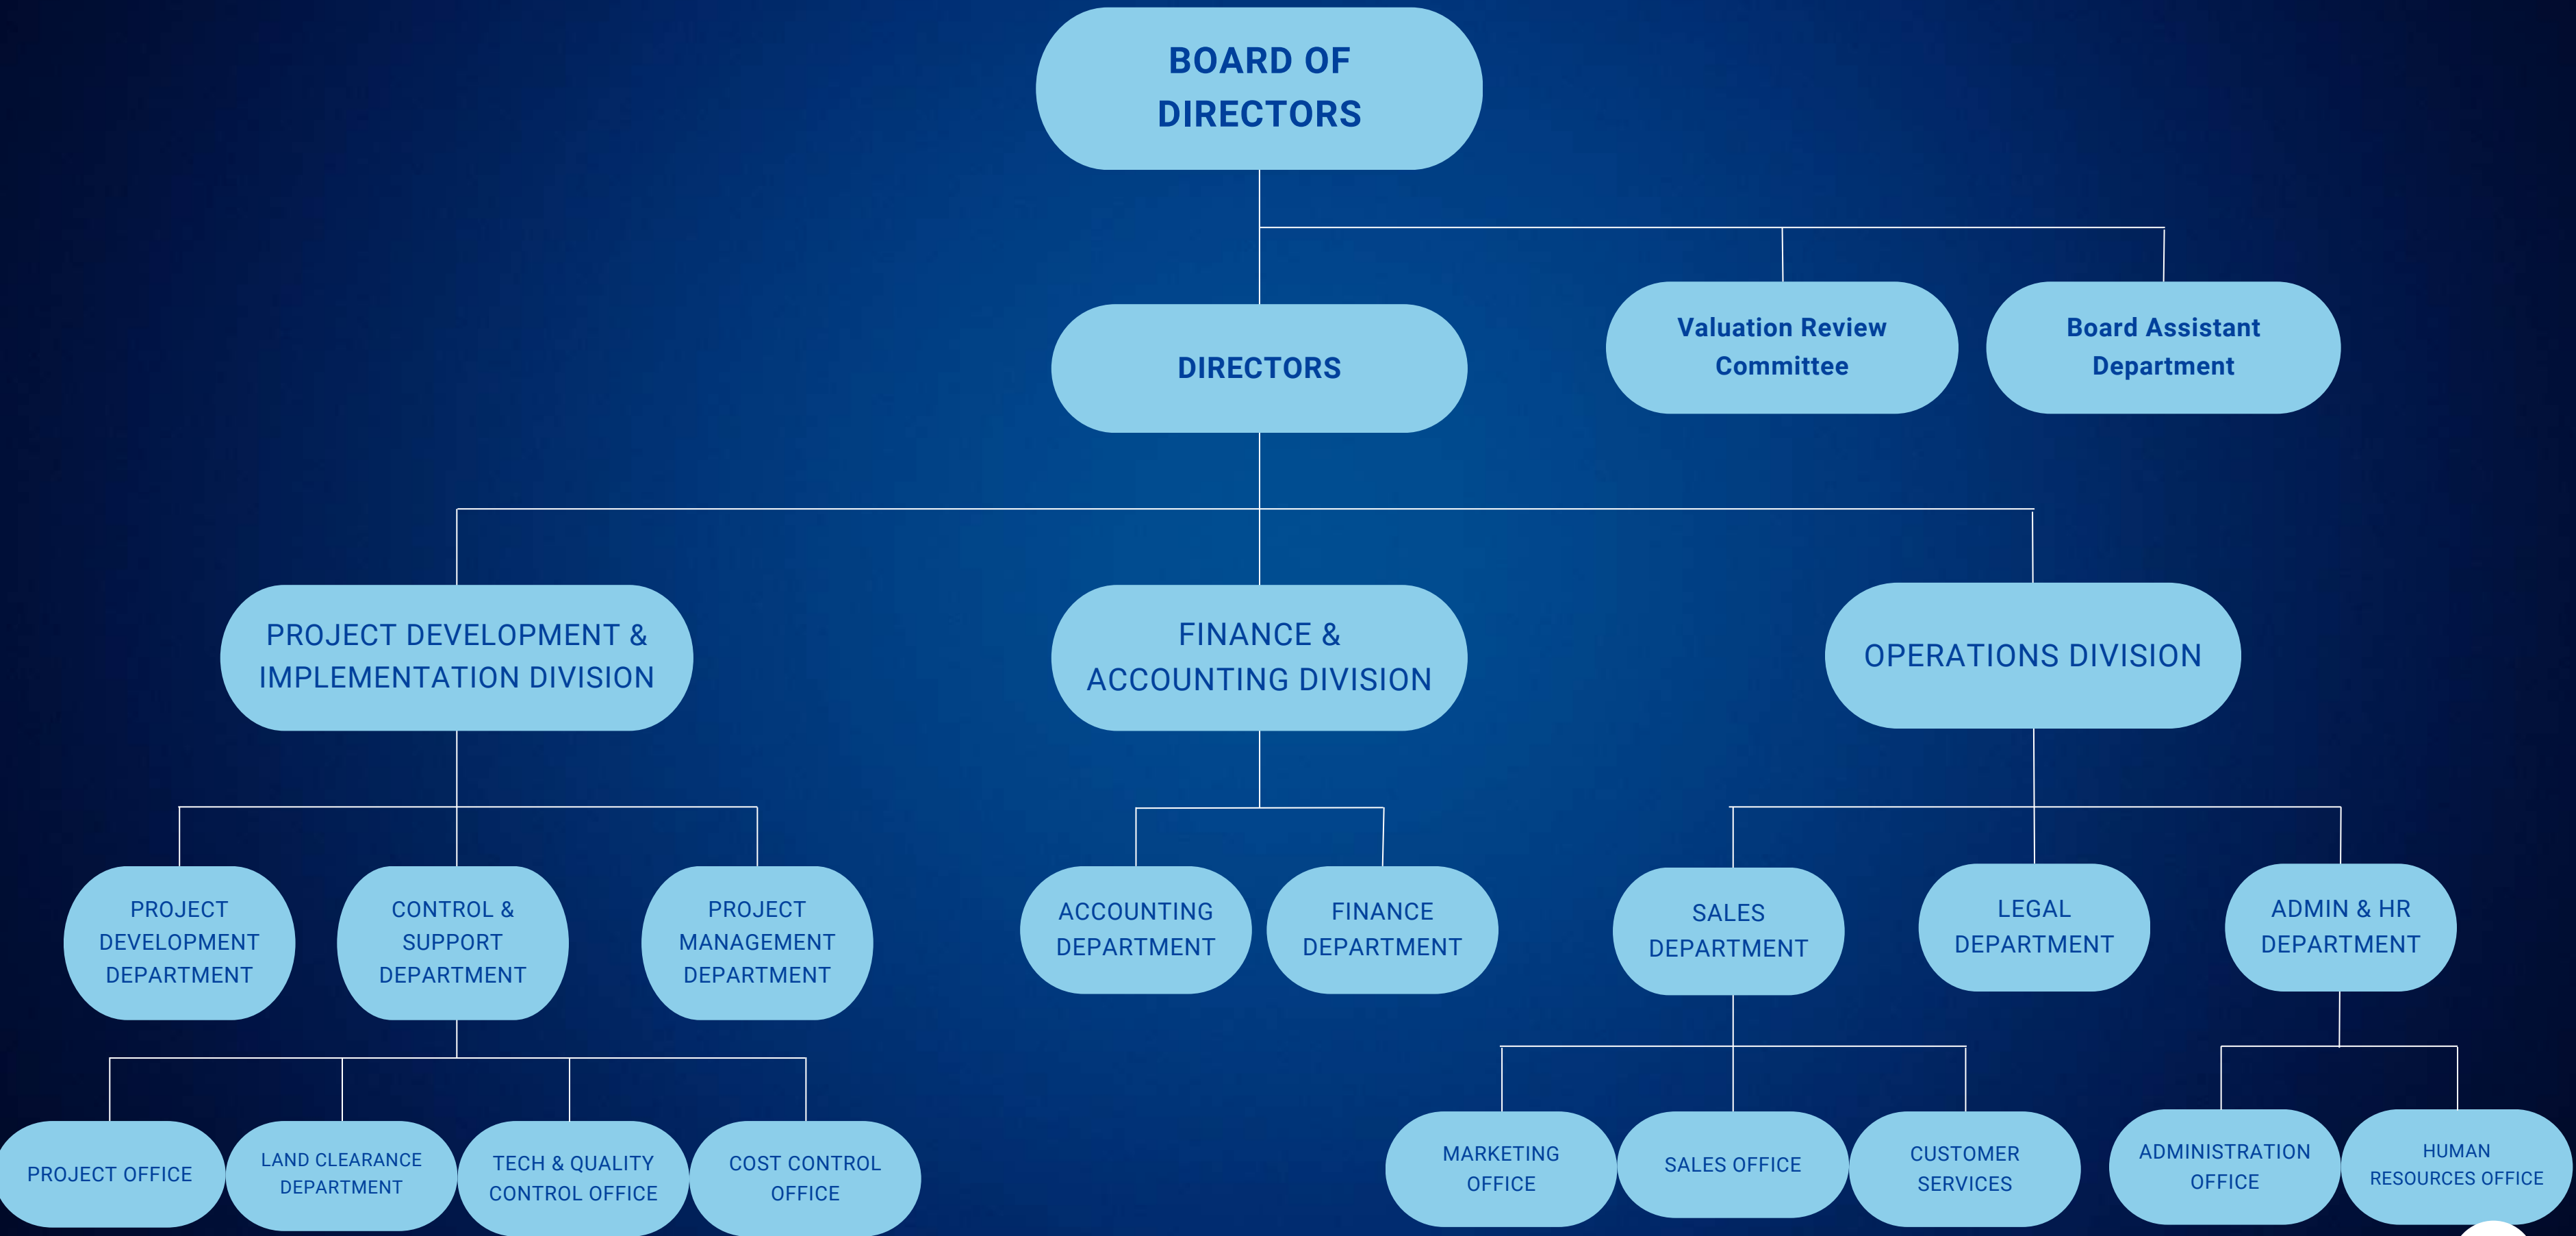 BOARD OF
DIRECTORS
DIRECTORS
Valuation Review
Committee
Board Assistant
Department
PROJECT DEVELOPMENT &
IMPLEMENTATION DIVISION
FINANCE &
ACCOUNTING DIVISION
OPERATIONS DIVISION
PROJECT
DEVELOPMENT
DEPARTMENT
CONTROL &
SUPPORT
DEPARTMENT
PROJECT
MANAGEMENT
DEPARTMENT
ACCOUNTING
DEPARTMENT
FINANCE
DEPARTMENT
SALES
DEPARTMENT
LEGAL
DEPARTMENT
ADMIN & HR
DEPARTMENT
PROJECT OFFICE
LAND CLEARANCE
DEPARTMENT
TECH & QUALITY
CONTROL OFFICE
COST CONTROL
OFFICE
MARKETING
OFFICE
SALES OFFICE
CUSTOMER
SERVICES
ADMINISTRATION
OFFICE
HUMAN
RESOURCES OFFICE